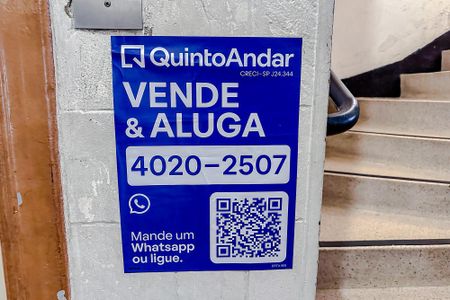 QuintoAndar
CRECI-SP J24.344
VENDE
& ALUGA
4020-2507
Mande um
Whatsapp
ou ligue.